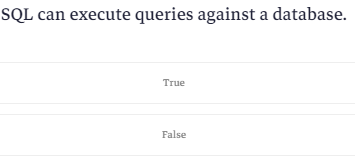 SQL can execute queries against a database.
True
False